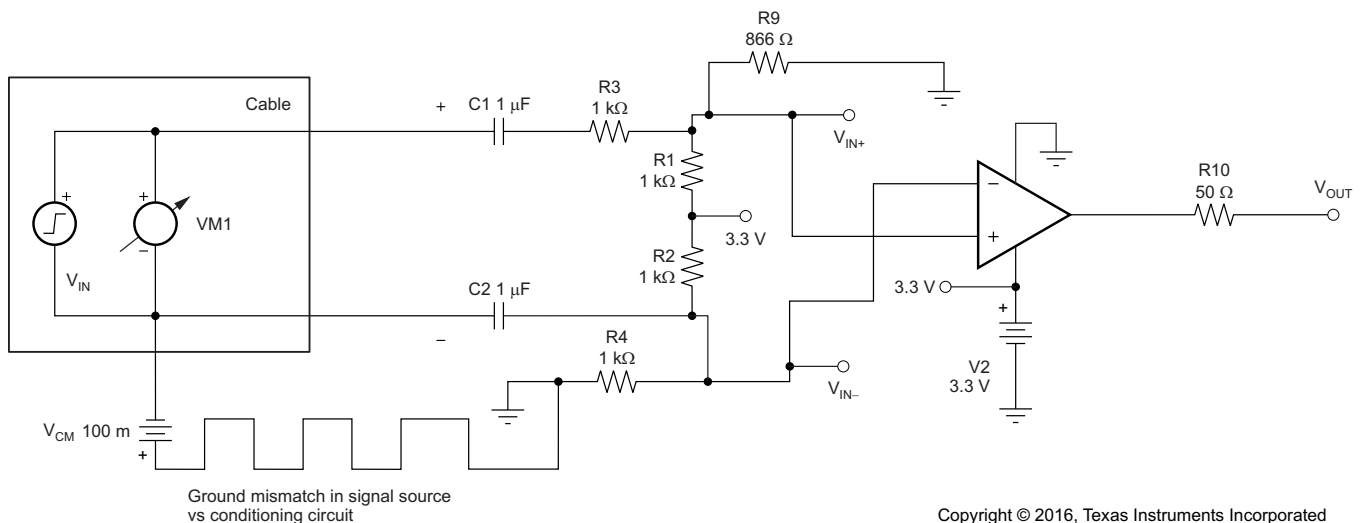 R9
866 Ω
Cable
+
C1 1 µF
R3
1 kΩ
V_IN+
R1
1 kΩ
+
+
VM1
–
V_IN
3.3 V
R2
1 kΩ
–
+
R10
50 Ω
V_OUT
C2 1 µF
–
3.3 V
+
R4
1 kΩ
V_IN–
V2
3.3 V
V_CM 100 m
+
Ground mismatch in signal source
vs conditioning circuit
Copyright © 2016, Texas Instruments Incorporated